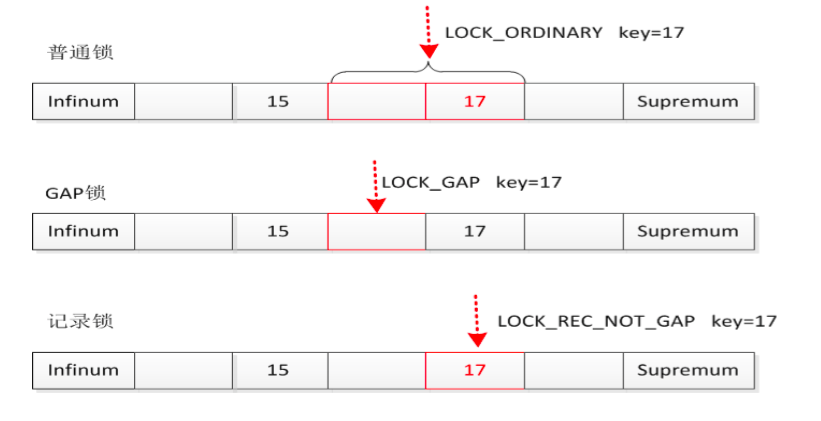 LOCK_ORDINARY key=17
普通锁
Infinum 15 17 Supremum
LOCK_GAP key=17
GAP锁
Infinum 15 17 Supremum
记录锁
LOCK_REC_NOT_GAP key=17
Infinum 15 17 Supremum